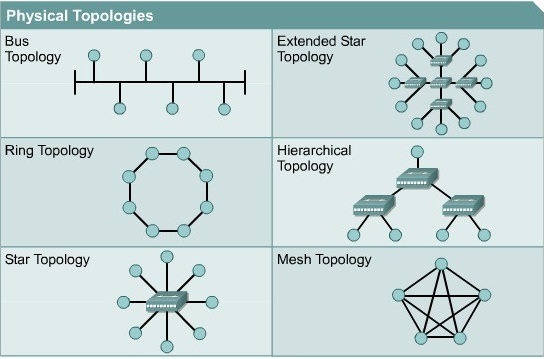 Physical Topologies
Bus
Topology
Extended Star
Topology
Ring Topology
Hierarchical
Topology
Star Topology
Mesh Topology